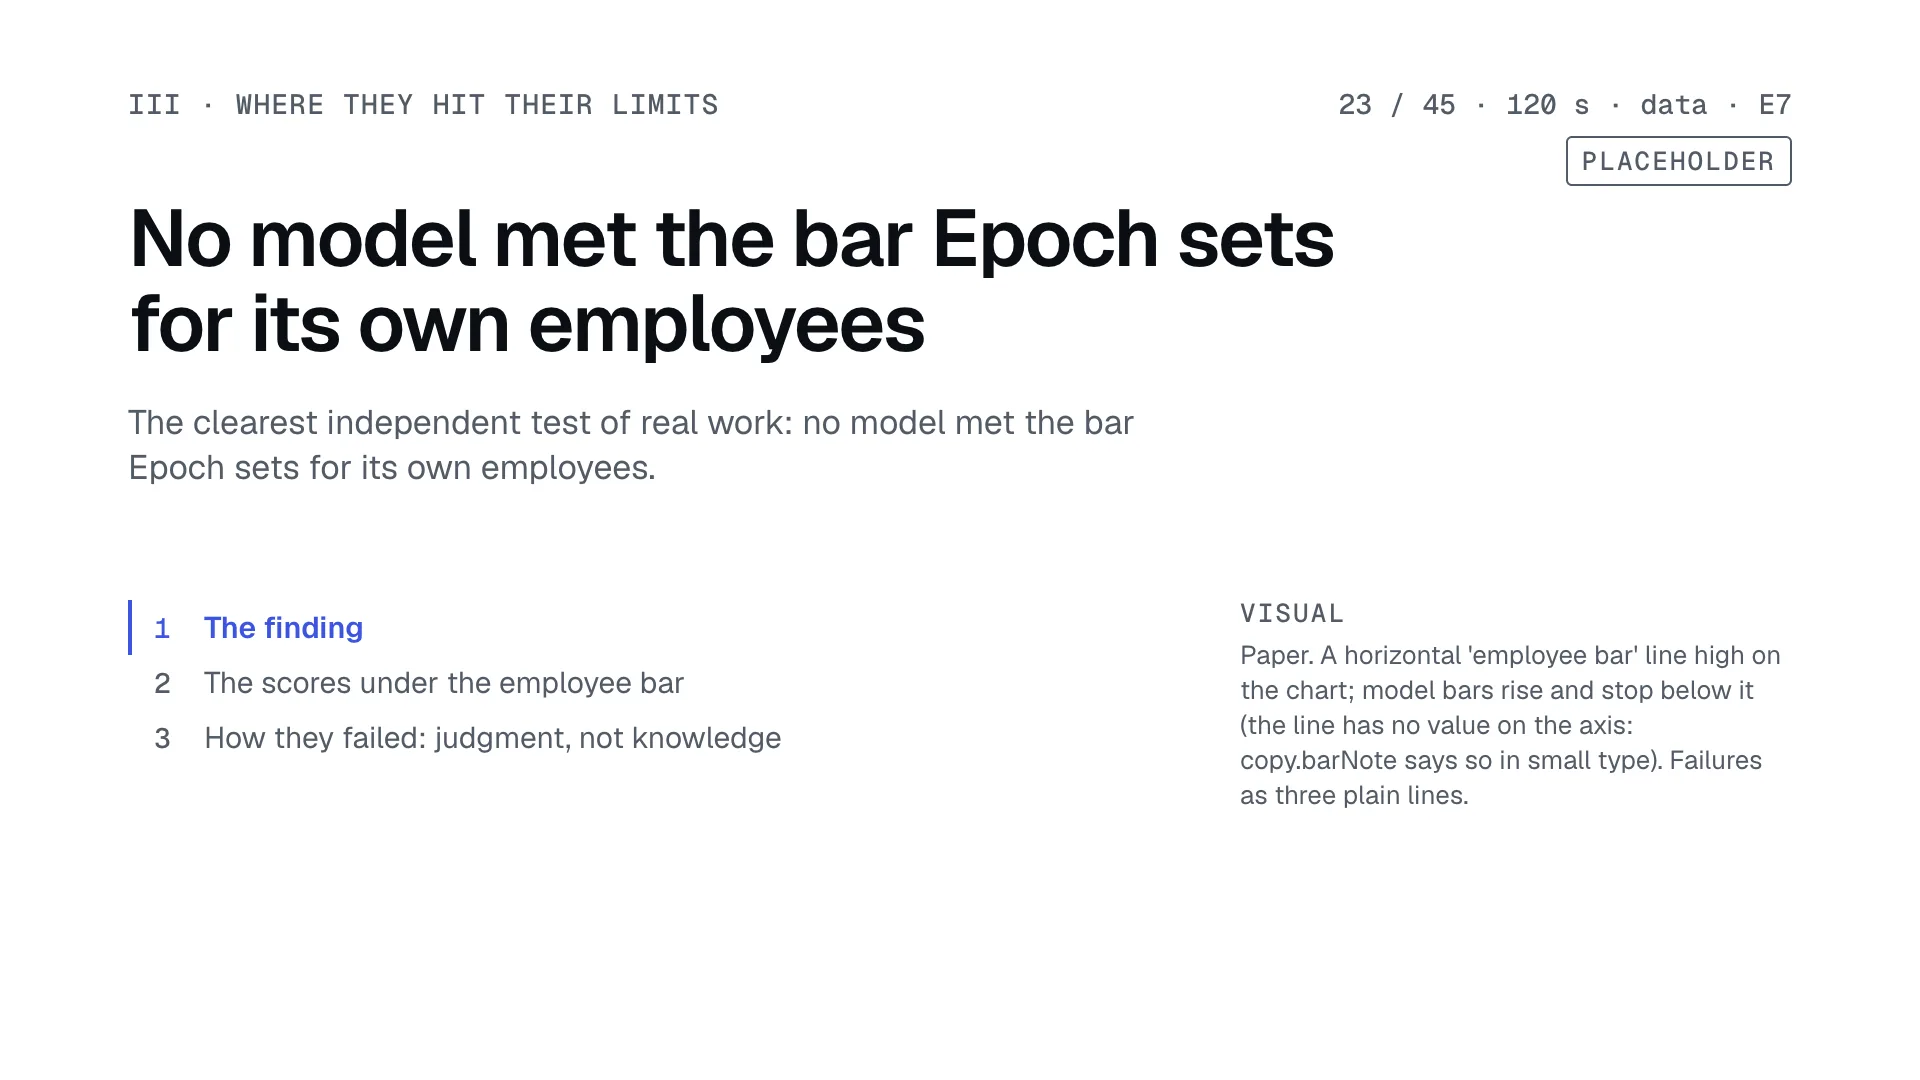 III · WHERE THEY HIT THEIR LIMITS
23 / 45 · 120 s · data · E7
PLACEHOLDER
No model met the bar Epoch sets
for its own employees
The clearest independent test of real work: no model met the bar
Epoch sets for its own employees.
1 The finding
2 The scores under the employee bar
3 How they failed: judgment, not knowledge
VISUAL
Paper. A horizontal 'employee bar' line high on
the chart; model bars rise and stop below it
(the line has no value on the axis:
copy.barNote says so in small type). Failures
as three plain lines.